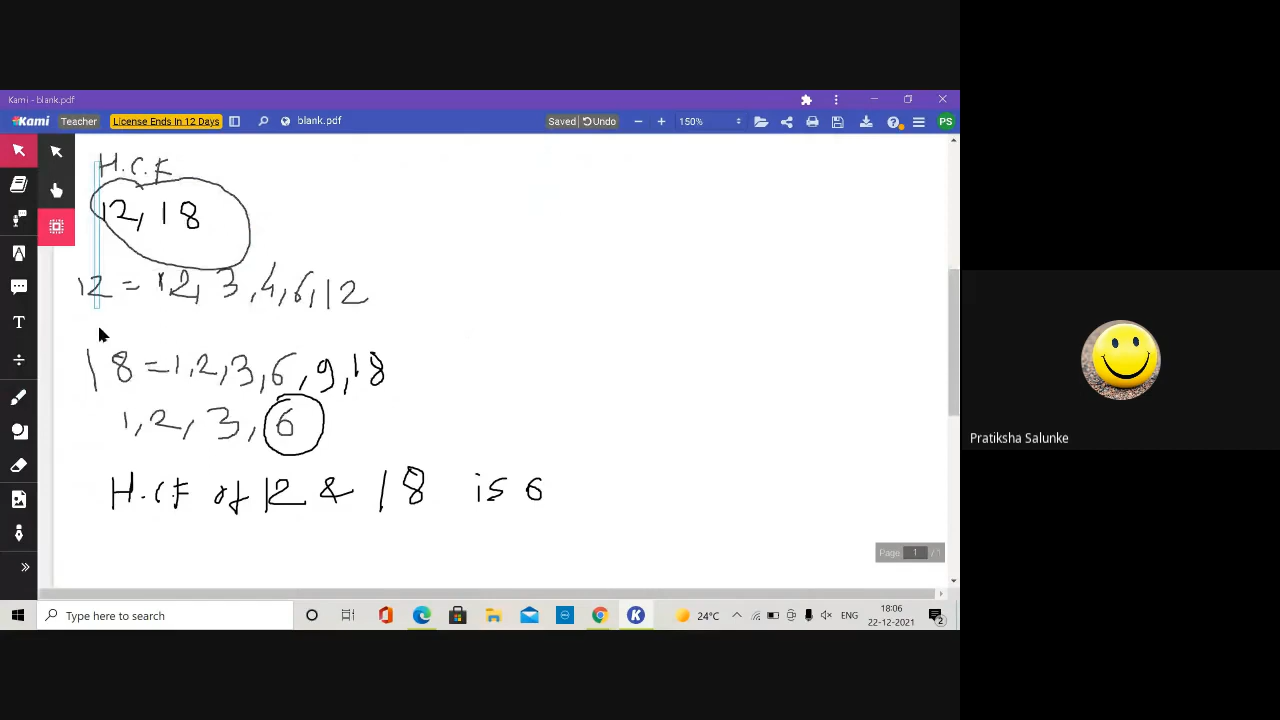 Kami - blank.pdf
Kami Teacher License Ends In 12 Days blank.pdf Saved Undo 150% PS
H.C.F
12, 18
12 = 1,2, 3, 4, 6, 12
18 = 1, 2, 3, 6, 9, 18
1, 2, 3, 6
H.C.F of 12 & 18 is 6
Page 1 / 1
Pratiksha Salunke
Type here to search 24°C ENG 18:06
22-12-2021 2